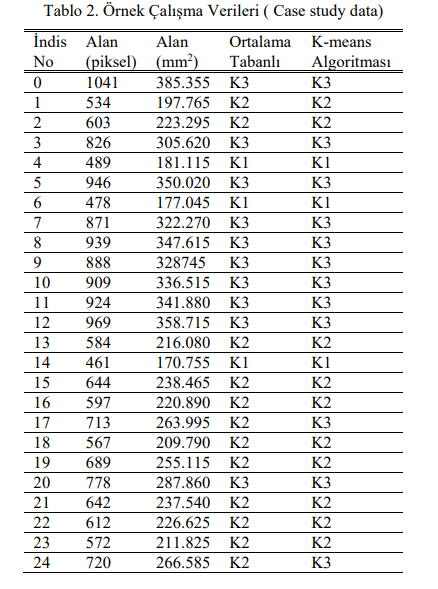 Tablo 2. Örnek Çalışma Verileri ( Case study data)
İndis Alan Alan Ortalama K-means
No (piksel) (mm²) Tabanlı Algoritması
0 1041 385.355 K3 K3
1 534 197.765 K2 K2
2 603 223.295 K2 K2
3 826 305.620 K3 K3
4 489 181.115 K1 K1
5 946 350.020 K3 K3
6 478 177.045 K1 K1
7 871 322.270 K3 K3
8 939 347.615 K3 K3
9 888 328745 K3 K3
10 909 336.515 K3 K3
11 924 341.880 K3 K3
12 969 358.715 K3 K3
13 584 216.080 K2 K2
14 461 170.755 K1 K1
15 644 238.465 K2 K2
16 597 220.890 K2 K2
17 713 263.995 K2 K3
18 567 209.790 K2 K2
19 689 255.115 K2 K2
20 778 287.860 K3 K3
21 642 237.540 K2 K2
22 612 226.625 K2 K2
23 572 211.825 K2 K2
24 720 266.585 K2 K3